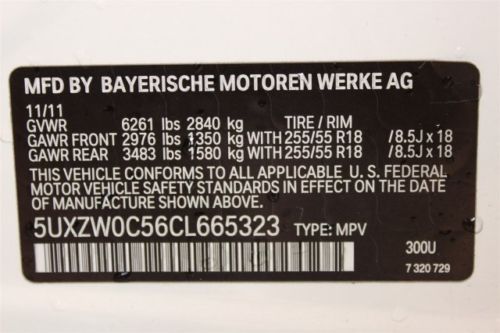 MFD BY BAYERISCHE MOTOREN WERKE AG
11/11
GVWR 6261 lbs 2840 kg TIRE / RIM
GAWR FRONT 2976 lbs 1350 kg WITH 255/55 R18 /8.5J x 18
GAWR REAR 3483 lbs 1580 kg WITH 255/55 R18 /8.5J x 18
THIS VEHICLE CONFORMS TO ALL APPLICABLE U. S. FEDERAL
MOTOR VEHICLE SAFETY STANDARDS IN EFFECT
ON THE DATE OF MANUFACTURE SHOWN ABOVE.
5UXZW0C56CL665323 TYPE: MPV
300U
7 320 729